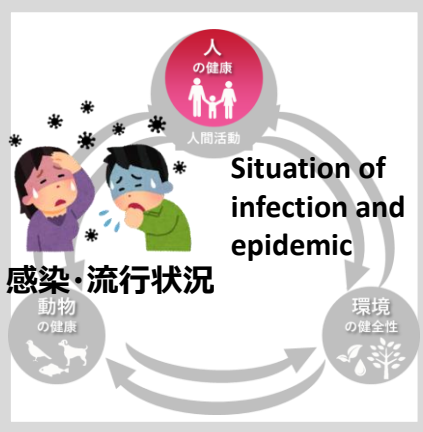 人
の健康
人間活動
Situation of
infection and
epidemic
感染・流行状況
動物
の健康
環境
の健全性